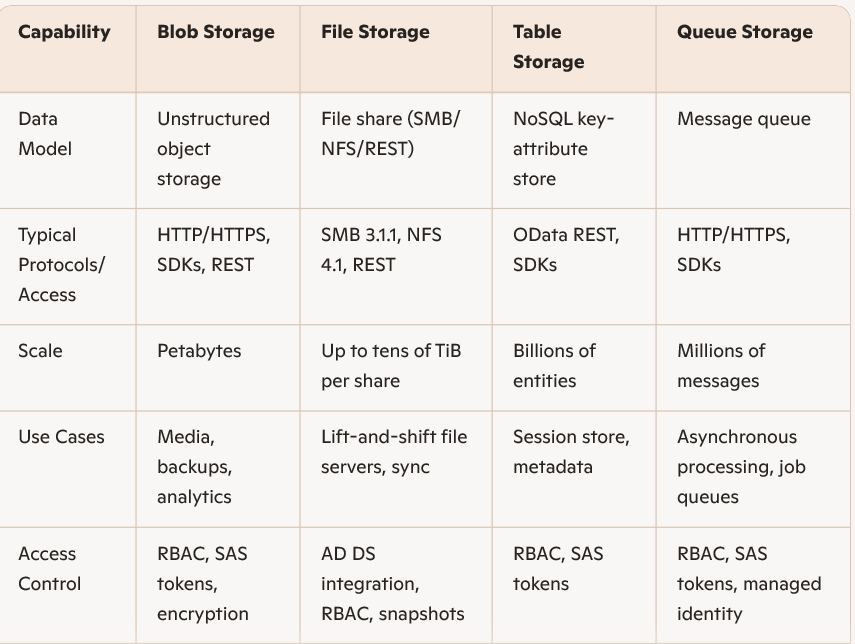 Capability Blob Storage File Storage Table Storage Queue Storage
Data Model Unstructured object storage File share (SMB/NFS/REST) NoSQL key-attribute store Message queue
Typical Protocols/Access HTTP/HTTPS, SDKs, REST SMB 3.1.1, NFS 4.1, REST OData REST, SDKs HTTP/HTTPS, SDKs
Scale Petabytes Up to tens of TiB per share Billions of entities Millions of messages
Use Cases Media, backups, analytics Lift-and-shift file servers, sync Session store, metadata Asynchronous processing, job queues
Access Control RBAC, SAS tokens, encryption AD DS integration, RBAC, snapshots RBAC, SAS tokens RBAC, SAS tokens, managed identity